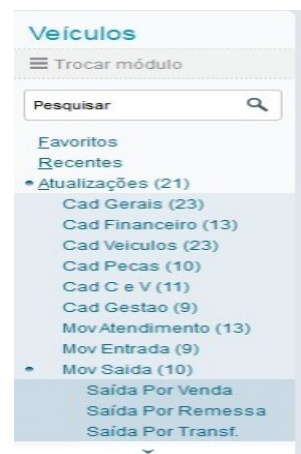 Veículos
Trocar módulo
Pesquisar
Favoritos
Recentes
Atualizações (21)
Cad Gerais (23)
Cad Financeiro (13)
Cad Veiculos (23)
Cad Pecas (10)
Cad C e V (11)
Cad Gestao (9)
Mov Atendimento (13)
Mov Entrada (9)
Mov Saida (10)
Saída Por Venda
Saída Por Remessa
Saída Por Transf.